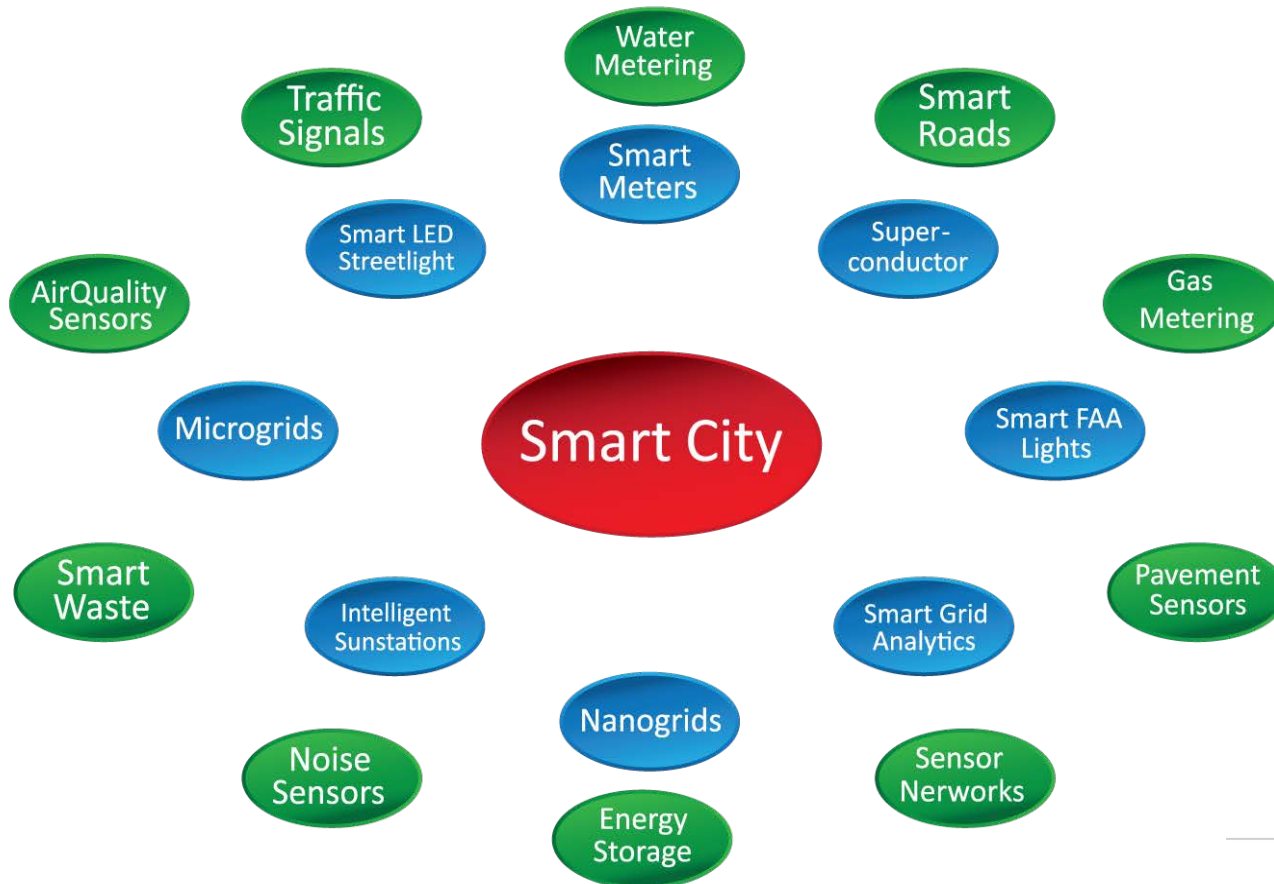 Water
Metering
Traffic
Signals
Smart
Roads
Smart
Meters
Smart LED
Streetlight
Super-
conductor
AirQuality
Sensors
Gas
Metering
Microgrids
Smart City
Smart FAA
Lights
Smart
Waste
Pavement
Sensors
Intelligent
Sunstations
Smart Grid
Analytics
Nanogrids
Noise
Sensors
Sensor
Nerworks
Energy
Storage